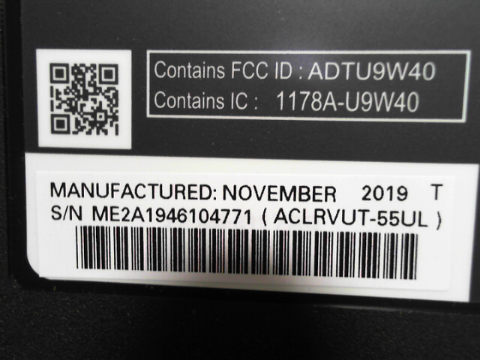 Contains FCC ID : ADTU9W40
Contains IC : 1178A-U9W40
MANUFACTURED: NOVEMBER 2019 T
S/N ME2A1946104771 ( ACLRVUT-55UL )